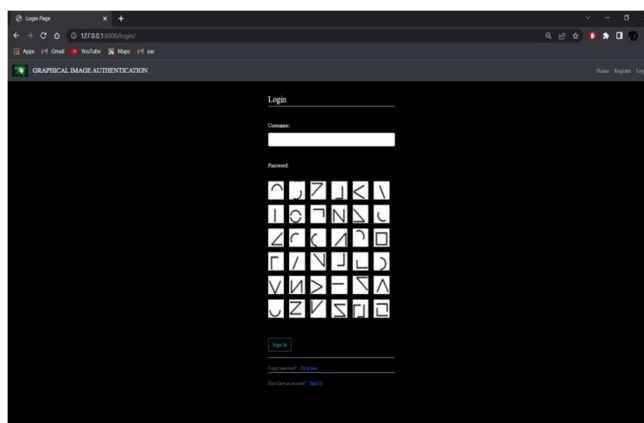 Login Page
127.0.0.1:8000/login/
Apps Gmail YouTube Maps
GRAPHICAL IMAGE AUTHENTICATION
Home Register
Login
Username:
Password:
Sign In
Forgot password?
Don't have an account? Sign Up